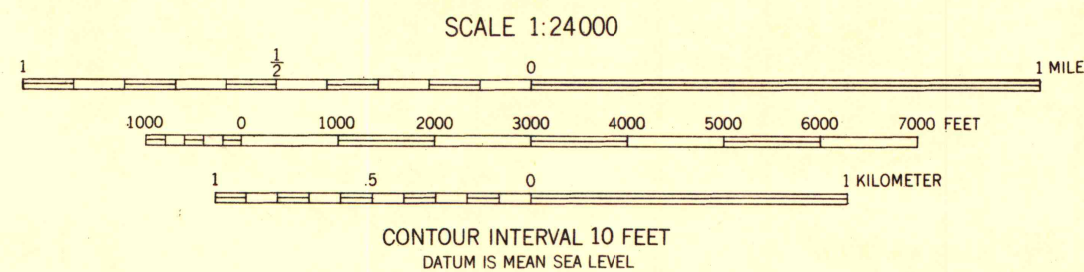 SCALE 1:24000
1 1/2 0 1 MILE
1000 0 1000 2000 3000 4000 5000 6000 7000 FEET
1 .5 0 1 KILOMETER
CONTOUR INTERVAL 10 FEET
DATUM IS MEAN SEA LEVEL